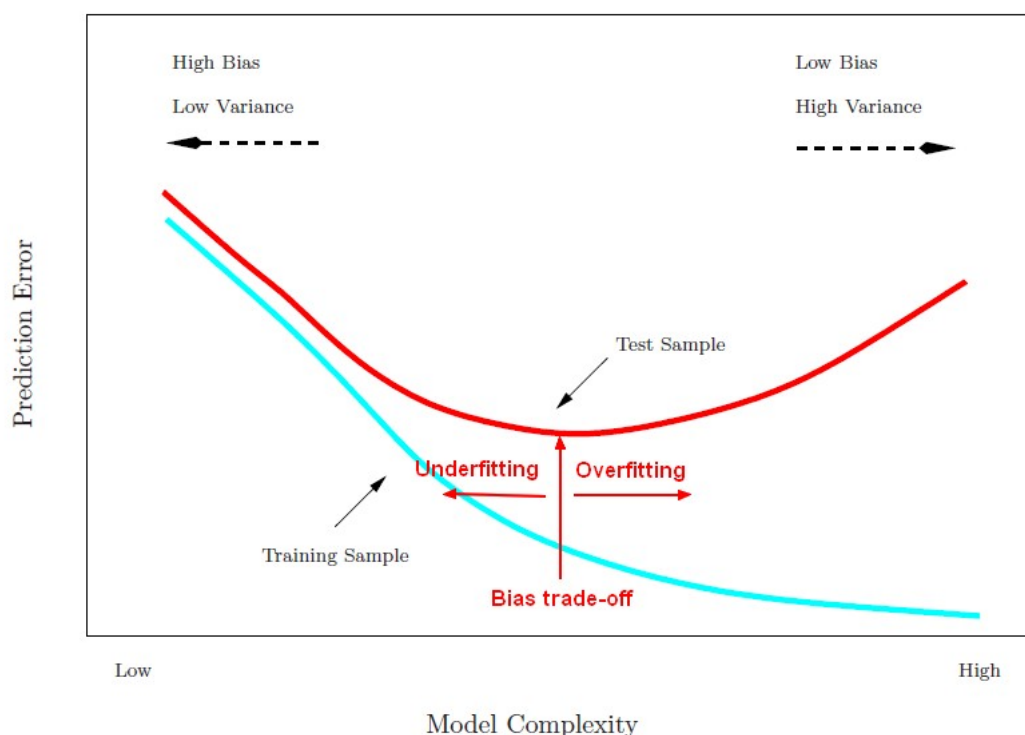 High Bias
Low Variance
Low Bias
High Variance
Prediction Error
Test Sample
Underfitting
Overfitting
Training Sample
Bias trade-off
Low
High
Model Complexity